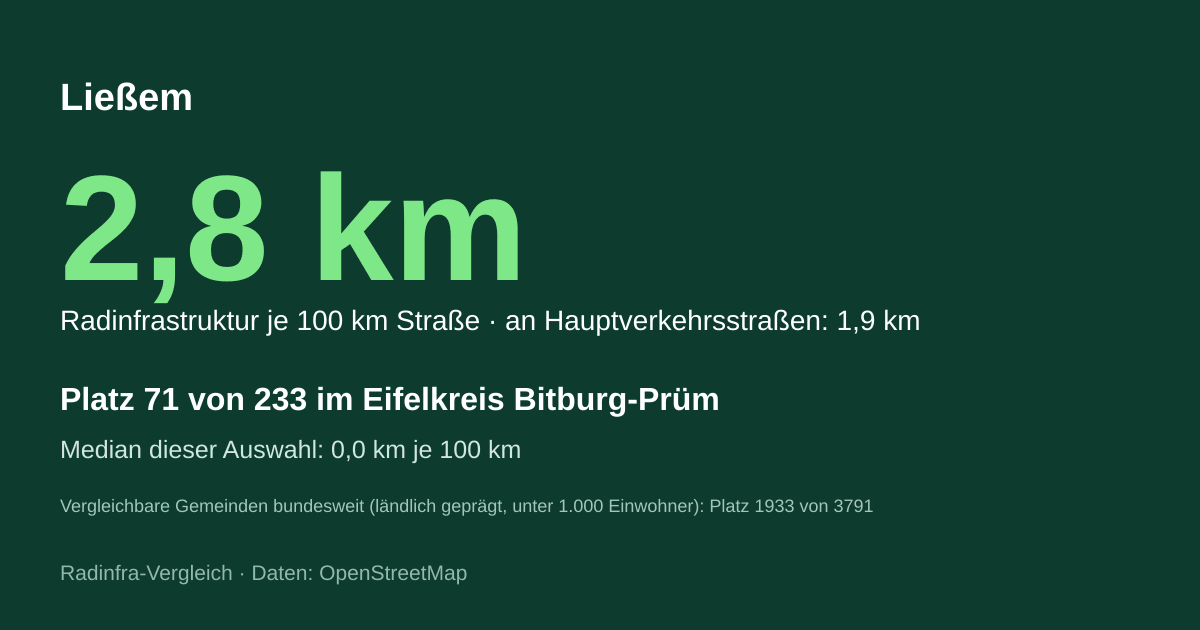 Ließem
2,8 km
Radinfrastruktur je 100 km Straße · an Hauptverkehrsstraßen: 1,9 km
Platz 71 von 233 im Eifelkreis Bitburg-Prüm
Median dieser Auswahl: 0,0 km je 100 km
Vergleichbare Gemeinden bundesweit (ländlich geprägt, unter 1.000 Einwohner): Platz 1933 von 3791
Radinfra-Vergleich · Daten: OpenStreetMap